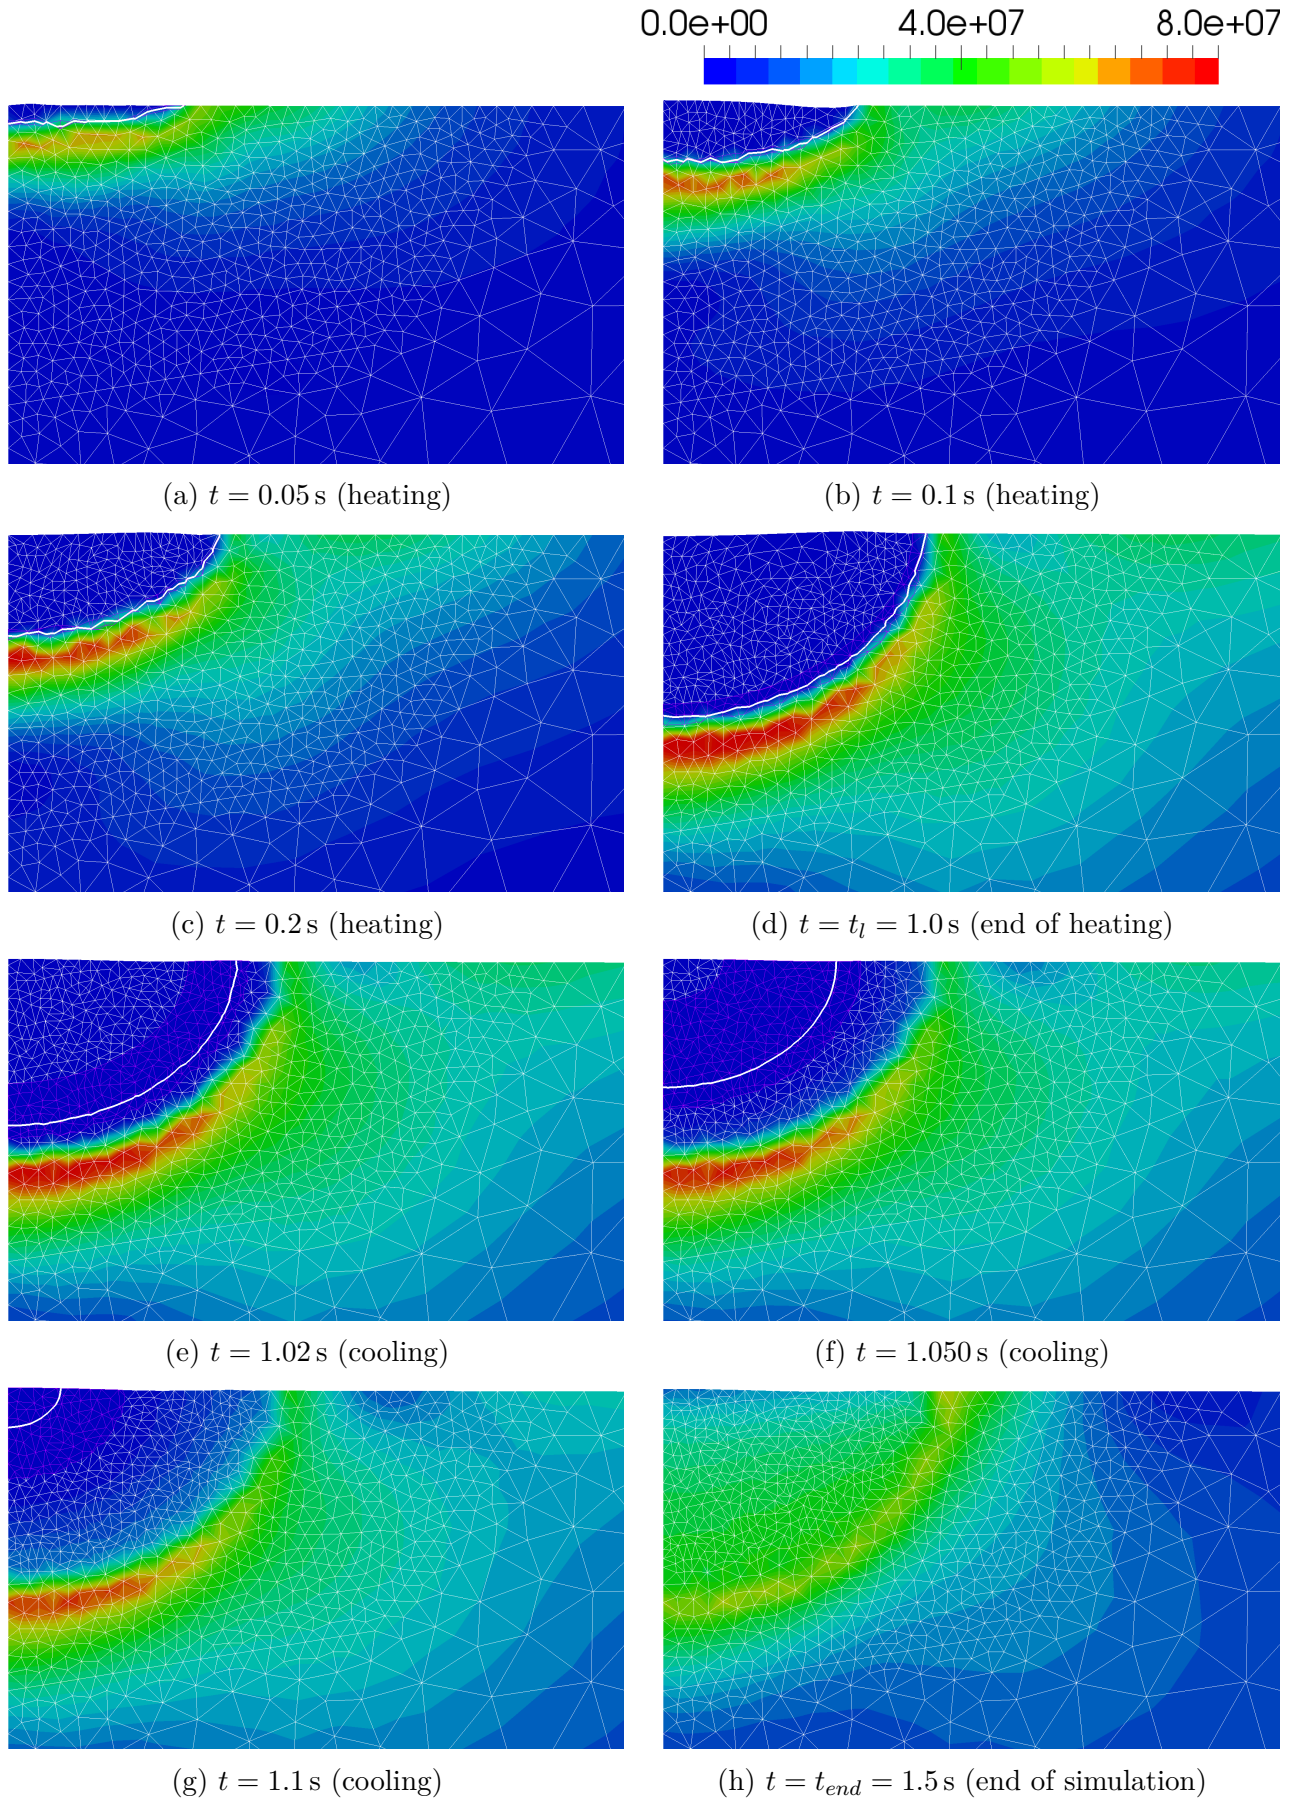 0.0e+00 4.0e+07 8.0e+07
(a) t = 0.05 s (heating)
(b) t = 0.1 s (heating)
(c) t = 0.2 s (heating)
(d) t = t_l = 1.0 s (end of heating)
(e) t = 1.02 s (cooling)
(f) t = 1.050 s (cooling)
(g) t = 1.1 s (cooling)
(h) t = t_end = 1.5 s (end of simulation)